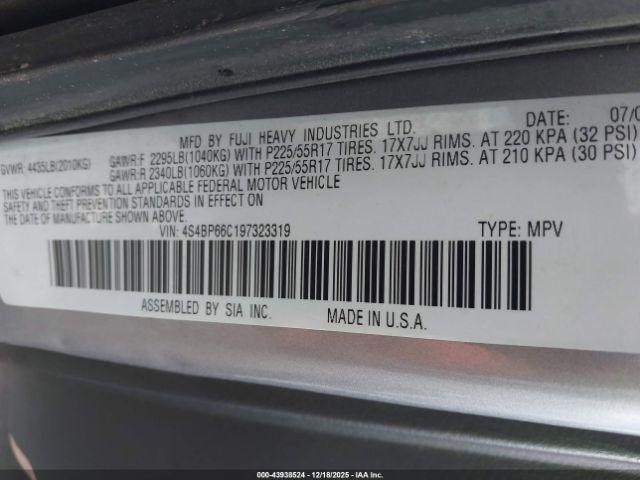 MFD BY FUJI HEAVY INDUSTRIES LTD. DATE: 07/0
GVWR: 4435LB(2010KG) GAWR:F 2295LB(1040KG) WITH P225/55R17 TIRES. 17X7JJ RIMS. AT 220 KPA (32 PSI)
GAWR:R 2340LB(1060KG) WITH P225/55R17 TIRES. 17X7JJ RIMS. AT 210 KPA (30 PSI)
THIS VEHICLE CONFORMS TO ALL APPLICABLE FEDERAL MOTOR VEHICLE
SAFETY AND THEFT PREVENTION STANDARDS IN EFFECT ON THE DATE OF
MANUFACTURE SHOWN ABOVE.
VIN: 4S4BP66C197323319 TYPE: MPV
ASSEMBLED BY SIA INC. MADE IN U.S.A.
000-43938524 | 12/18/2025 | IAA Inc.